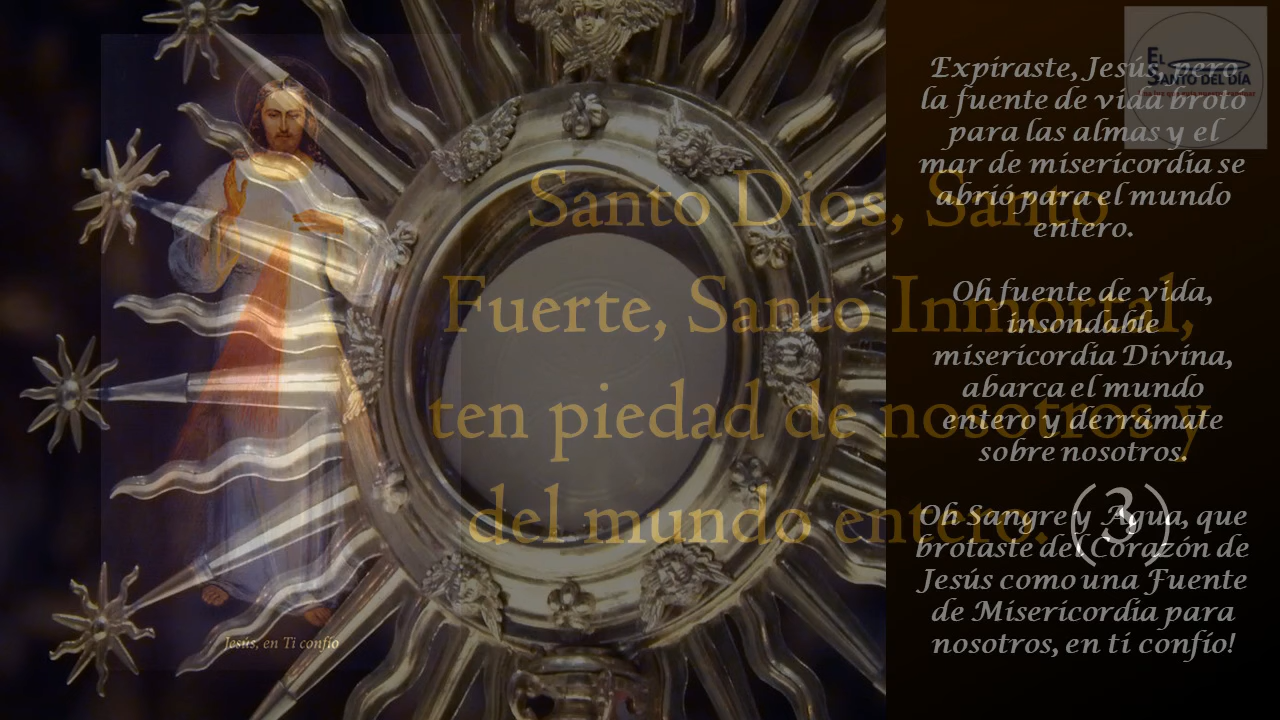 EL
SANTO DEL DÍA
Expiraste, Jesús, pero
la fuente de vida brotó
para las almas y el
mar de misericordia se
abrió para el mundo
entero.
Oh fuente de vida,
insondable
misericordia Divina,
abarca el mundo
entero y derrámate
sobre nosotros.
Oh Sangre y Agua, que
brotaste del Corazón de
Jesús como una Fuente
de Misericordia para
nosotros, en ti confío!
Santo Dios, Santo
Fuerte, Santo Inmortal,
ten piedad de nosotros y
del mundo entero.
(3)
Jesús, en Ti confío